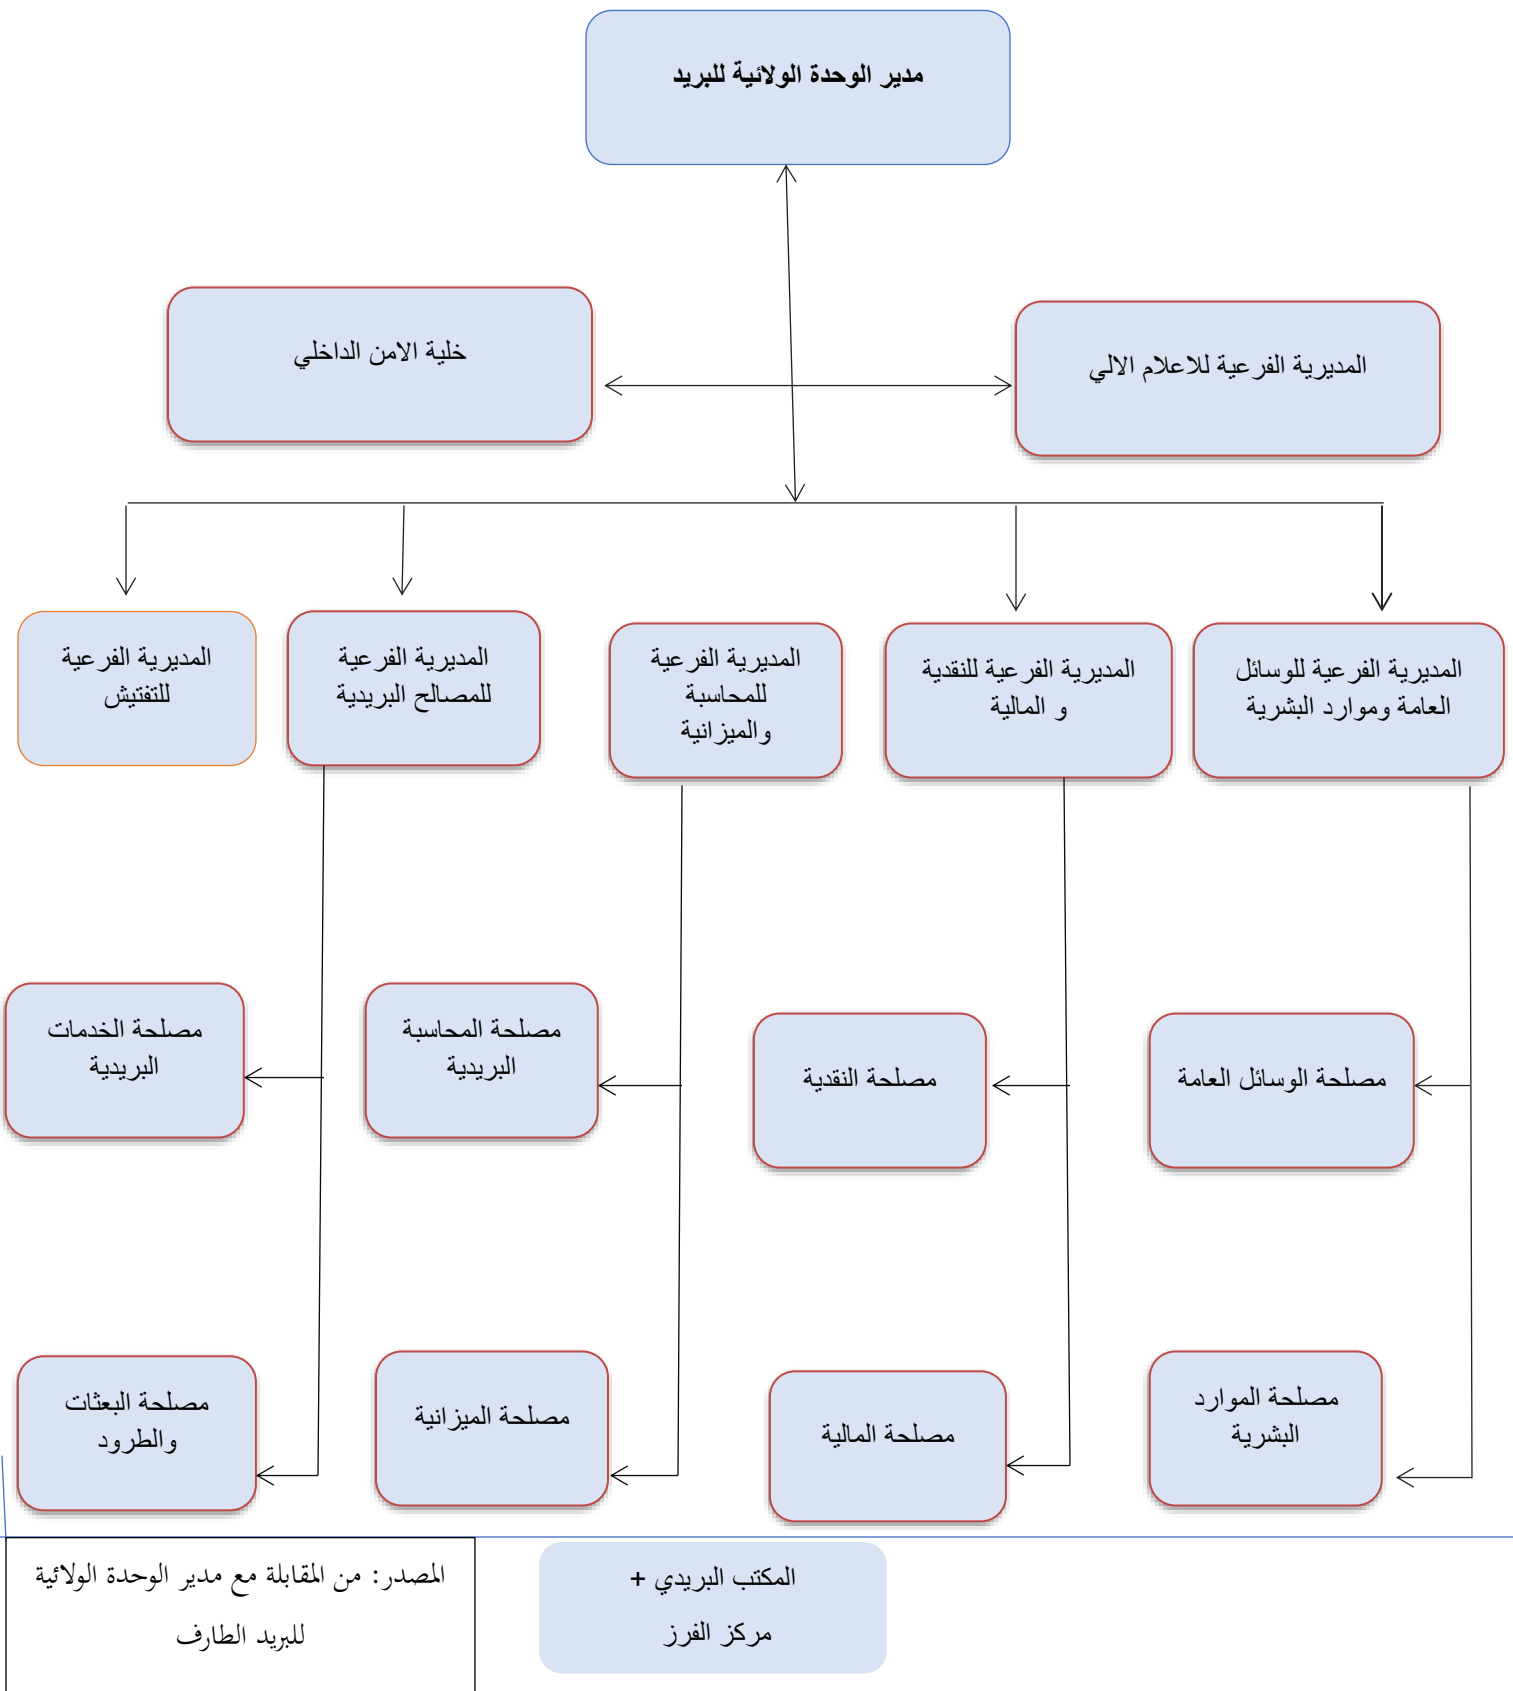 مدير الوحدة الولائية للبريد
المديرية الفرعية للاعلام الالي
خلية الامن الداخلي
المديرية الفرعية للوسائل
العامة وموارد البشرية
المديرية الفرعية للنقدية
و المالية
المديرية الفرعية
للمحاسبة
والميزانية
المديرية الفرعية
للمصالح البريدية
المديرية الفرعية
للتفتيش
مصلحة الوسائل العامة
مصلحة النقدية
مصلحة المحاسبة
البريدية
مصلحة الخدمات
البريدية
مصلحة الموارد
البشرية
مصلحة المالية
مصلحة الميزانية
مصلحة البعثات
والطرود
المكتب البريدي +
مركز الفرز
المصدر: من المقابلة مع مدير الوحدة الولائية
للبريد الطارف